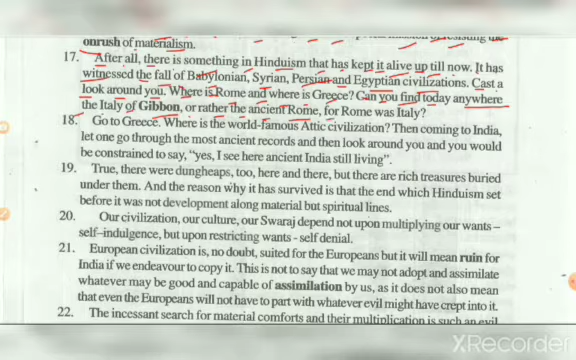 onrush of materialism.
17. After all, there is something in Hinduism that has kept it alive up till now. It has
witnessed the fall of Babylonian, Syrian, Persian and Egyptian civilizations. Cast a
look around you. Where is Rome and where is Greece? Can you find today anywhere
the Italy of Gibbon, or rather the ancient Rome, for Rome was Italy?
18. Go to Greece. Where is the world-famous Attic civilization? Then coming to India,
let one go through the most ancient records and then look around you and you would
be constrained to say, “yes, I see here ancient India still living”.
19. True, there were dungheaps, too, here and there, but there are rich treasures buried
under them. And the reason why it has survived is that the end which Hinduism set
before it was not development along material but spiritual lines.
20. Our civilization, our culture, our Swaraj depend not upon multiplying our wants –
self–indulgence, but upon restricting wants - self denial.
21. European civilization is, no doubt, suited for the Europeans but it will mean ruin for
India if we endeavour to copy it. This is not to say that we may not adopt and assimilate
whatever may be good and capable of assimilation by us, as it does not also mean
that even the Europeans will not have to part with whatever evil might have crept into it.
22. The incessant search for material comforts and their multiplication is such an evil
XRecorder